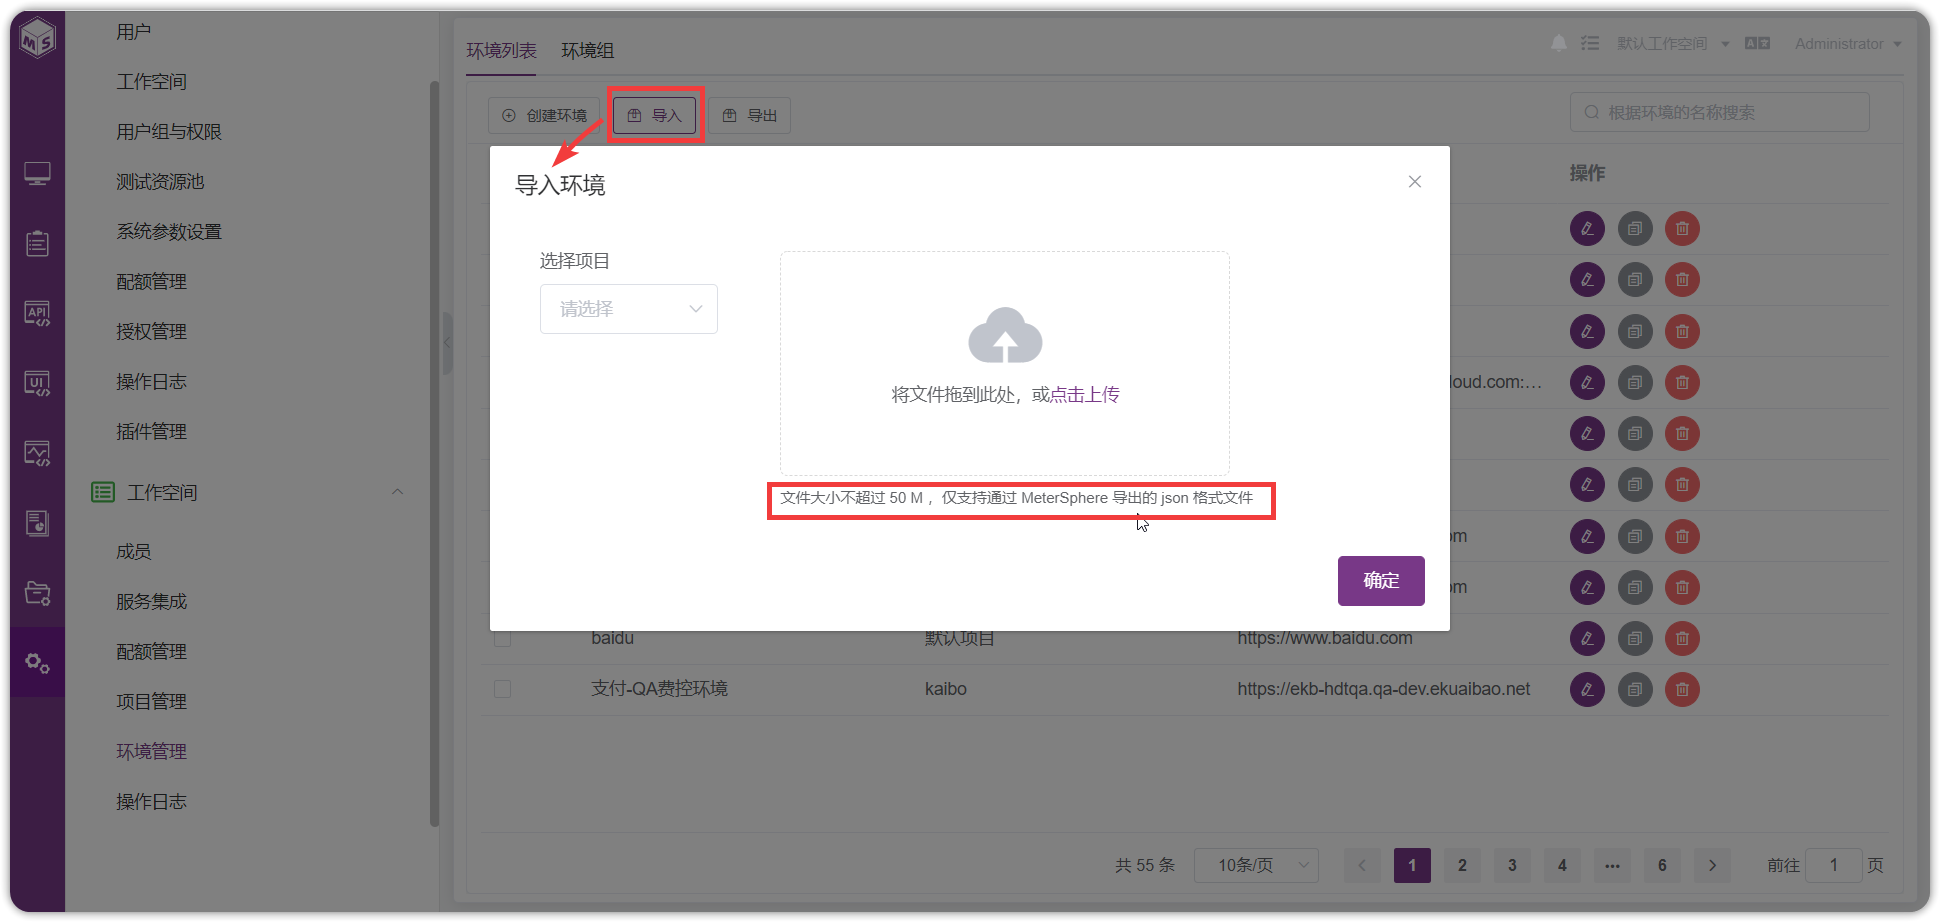 MS
API
UI
用户
工作空间
用户组与权限
测试资源池
系统参数设置
配额管理
授权管理
操作日志
插件管理
工作空间
成员
服务集成
配额管理
项目管理
环境管理
操作日志
环境列表 环境组
默认工作空间 Administrator
创建环境 导入 导出
根据环境的名称搜索
操作
导入环境
选择项目
请选择
将文件拖到此处，或点击上传
文件大小不超过 50 M ，仅支持通过 MeterSphere 导出的 json 格式文件
确定
loud.com:...
om
om
baidu 默认项目 https://www.baidu.com
支付-QA费控环境 kaibo https://ekb-hdtqa.qa-dev.ekuaibao.net
共 55 条 10条/页 1 2 3 4 ... 6 前往 1 页